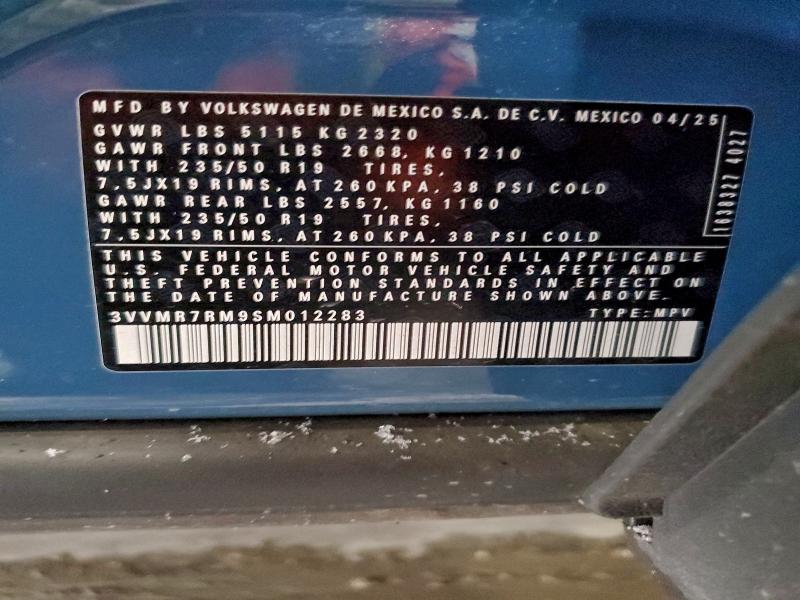 MFD BY VOLKSWAGEN DE MEXICO S.A. DE C.V. MEXICO 04/25
GVWR LBS 5115 KG 2320
GAWR FRONT LBS 2668, KG 1210
WITH 235/50 R19 TIRES,
7,5JX19 RIMS, AT 260 KPA, 38 PSI COLD
GAWR REAR LBS 2557, KG 1160
WITH 235/50 R19 TIRES,
7,5JX19 RIMS, AT 260 KPA, 38 PSI COLD
1638327 4027
THIS VEHICLE CONFORMS TO ALL APPLICABLE
U.S. FEDERAL MOTOR VEHICLE SAFETY AND
THEFT PREVENTION STANDARDS IN EFFECT ON
THE DATE OF MANUFACTURE SHOWN ABOVE.
3VVMR7RM9SM012283 TYPE:MPV